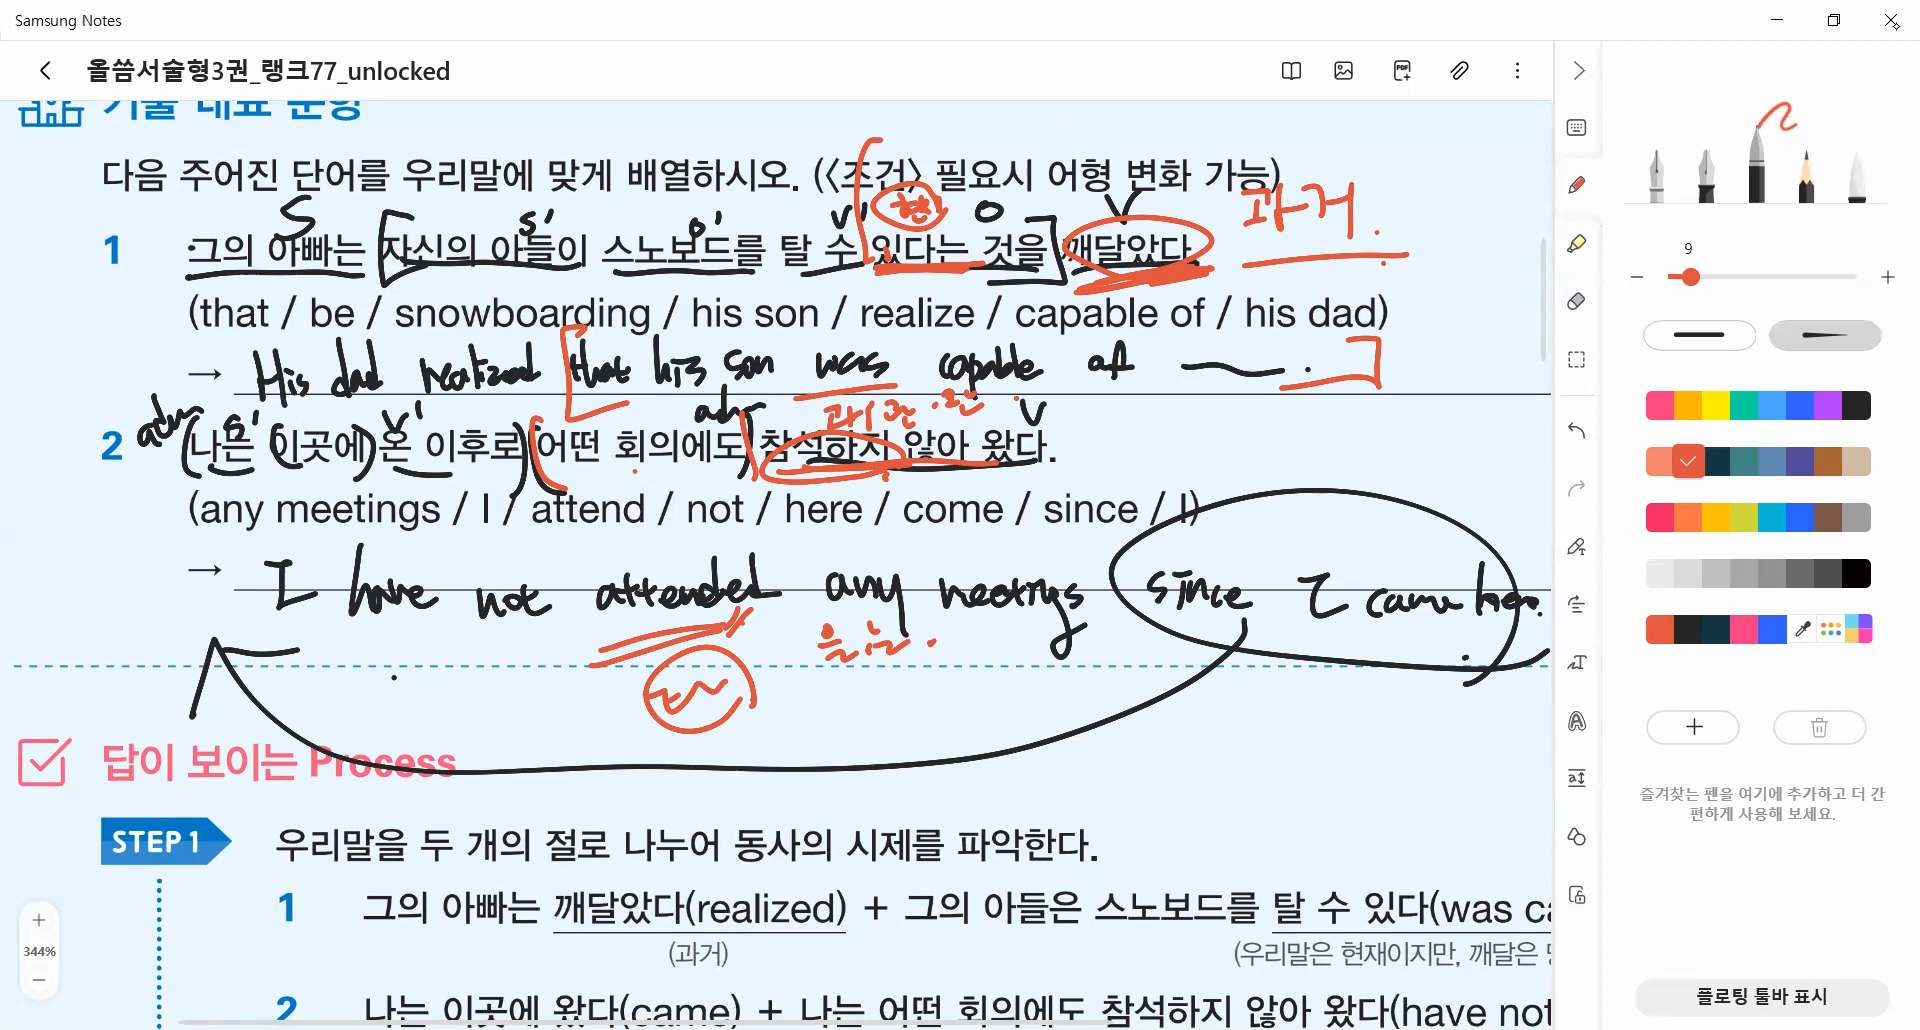 Samsung Notes
올씀서술형3권_랭크77_unlocked
기출 대표 문항
다음 주어진 단어를 우리말에 맞게 배열하시오. (〈조건〉 필요시 어형 변화 가능)
S s' o' v' 현 o V 과거.
1 그의 아빠는 자신의 아들이 스노보드를 탈 수 있다는 것을 깨달았다.
(that / be / snowboarding / his son / realize / capable of / his dad)
→ His dad realized that his son was capable of
adv s' v' adv V
2 나는 이곳에 온 이후로 어떤 회의에도 참석하지 않아 왔다.
(any meetings / I / attend / not / here / come / since / I)
→ I have not attended any meetings since I came here.
을,를.
답이 보이는 Process
STEP 1 우리말을 두 개의 절로 나누어 동사의 시제를 파악한다.
1 그의 아빠는 깨달았다(realized) + 그의 아들은 스노보드를 탈 수 있다(was ca
(과거) (우리말은 현재이지만, 깨달은
2 나는 이곳에 왔다(came) + 나는 어떤 회의에도 참석하지 않아 왔다(have not
344%
9
즐겨찾는 펜을 여기에 추가하고 더 간
편하게 사용해 보세요.
플로팅 툴바 표시